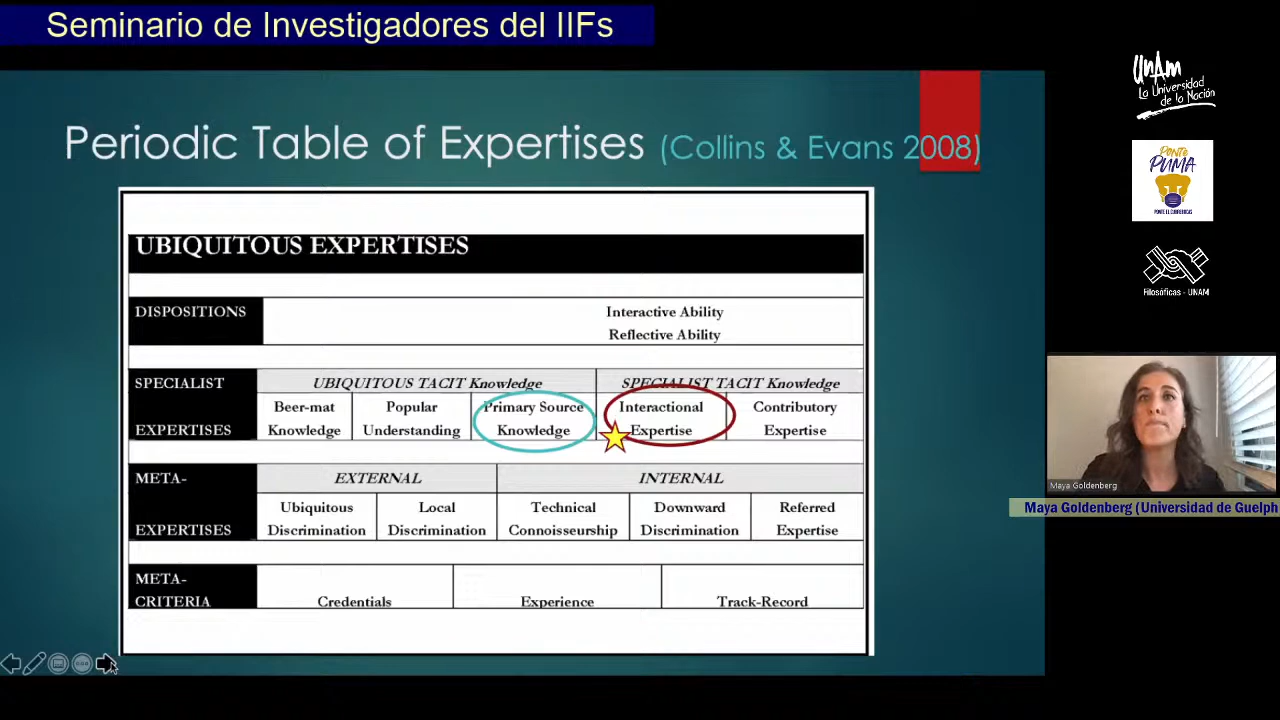 Seminario de Investigadores del IIFs
Periodic Table of Expertises (Collins & Evans 2008)
UBIQUITOUS EXPERTISES
DISPOSITIONS
Interactive Ability
Reflective Ability
SPECIALIST
EXPERTISES
UBIQUITOUS TACIT Knowledge
SPECIALIST TACIT Knowledge
Beer-mat
Knowledge
Popular
Understanding
Primary Source
Knowledge
Interactional
Expertise
Contributory
Expertise
META-
EXPERTISES
EXTERNAL
INTERNAL
Ubiquitous
Discrimination
Local
Discrimination
Technical
Connoisseurship
Downward
Discrimination
Referred
Expertise
META-
CRITERIA
Credentials
Experience
Track-Record
UnAm
La Universidad
de la Nación
PONTE
PUMA
PONTE EL CUBREBOCAS
Filosóficas - UNAM
Maya Goldenberg
Maya Goldenberg (Universidad de Guelph